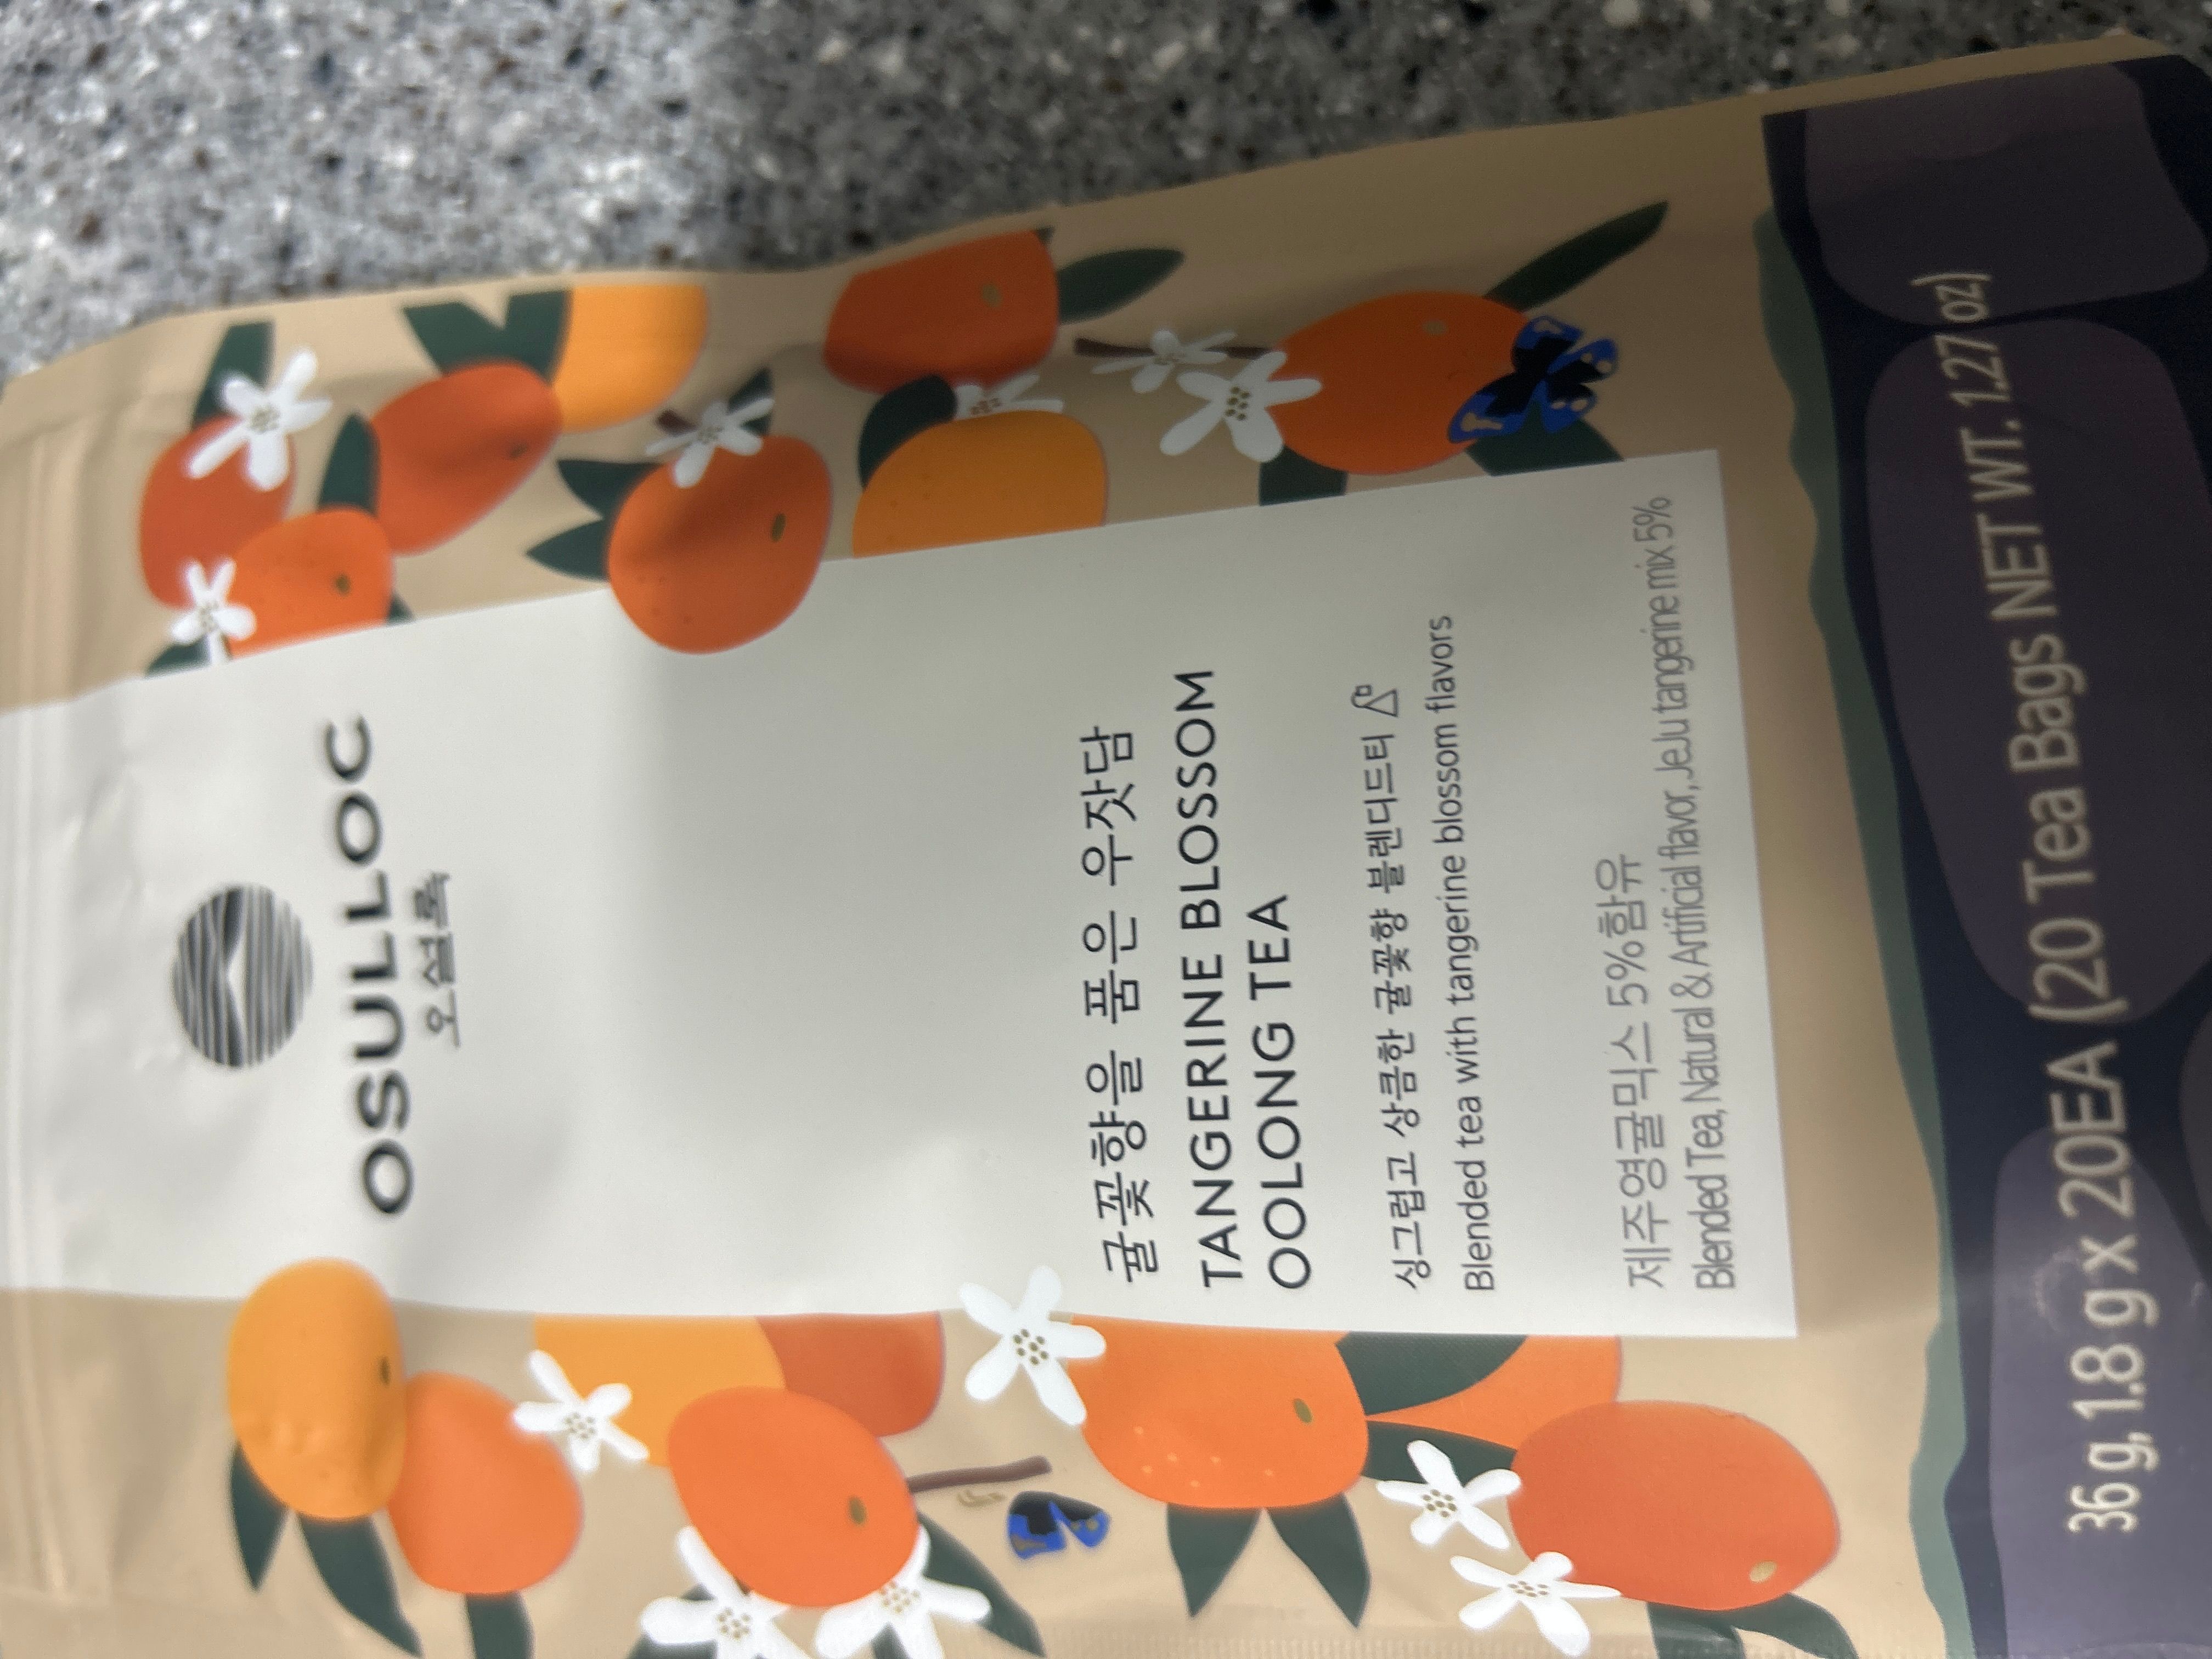 OSULLOC
오설록
귤꽃향을 품은 우잣담
TANGERINE BLOSSOM
OOLONG TEA
싱그럽고 상큼한 귤꽃향 블렌디드티
Blended tea with tangerine blossom flavors
제주영귤믹스 5%함유
Blended Tea, Natural & Artificial flavor, JeJu tangerine mix 5%
36 g, 1.8 g x 20EA (20 Tea Bags NET WT. 1.27 oz)